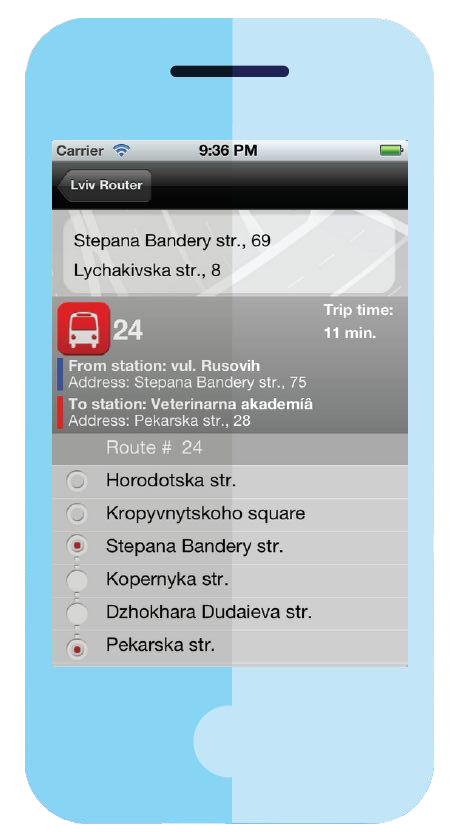 Carrier 9:36 PM
Lviv Router
Stepana Bandery str., 69
Lychakivska str., 8
24
Trip time:
11 min.
From station: vul. Rusovih
Address: Stepana Bandery str., 75
To station: Veterinarna akademíâ
Address: Pekarska str., 28
Route # 24
Horodotska str.
Kropyvnytskoho square
Stepana Bandery str.
Kopernyka str.
Dzhokhara Dudaieva str.
Pekarska str.